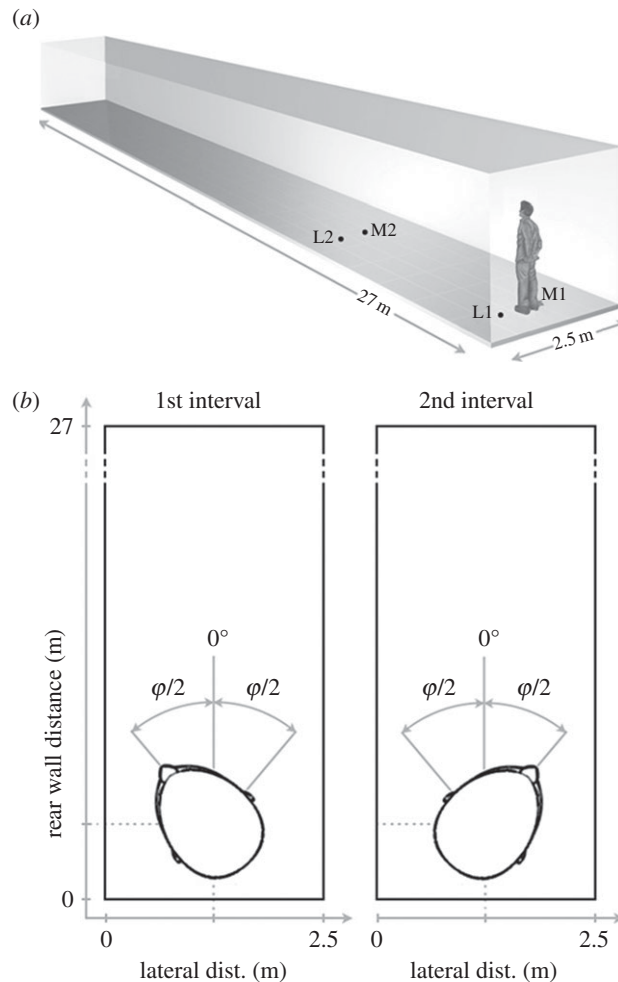 (a)
L2
M2
M1
L1
27 m
2.5 m
(b)
1st interval
2nd interval
27
0°
0°
φ/2
φ/2
φ/2
φ/2
rear wall distance (m)
0
0
2.5
0
2.5
lateral dist. (m)
lateral dist. (m)